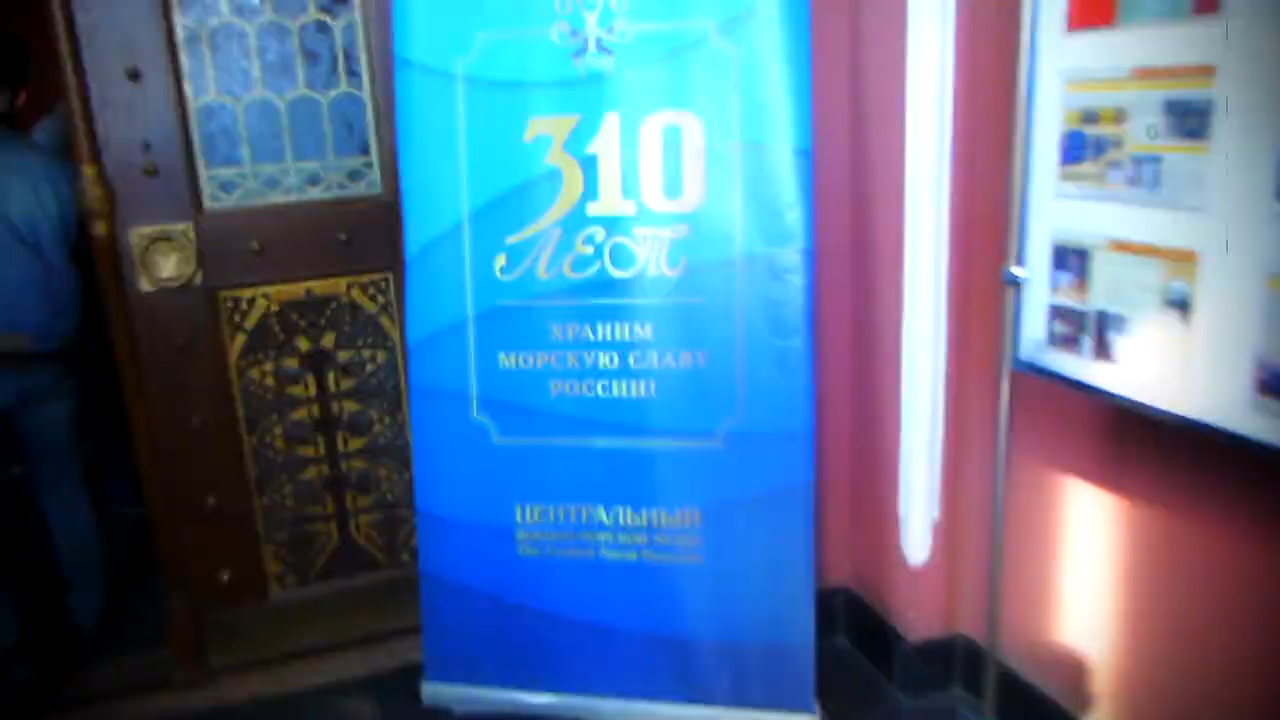 310
ЛЕТ
ХРАНИМ
МОРСКУЮ СЛАВУ
РОССИИ!
ЦЕНТРАЛЬНЫЙ